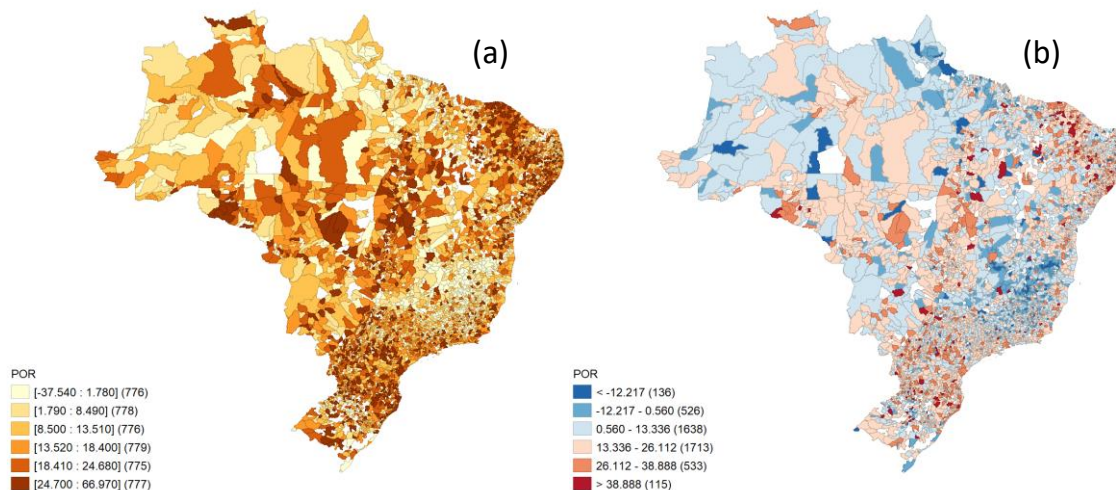 (a)
(b)
POR
[-37.540 : 1.780] (776)
[1.790 : 8.490] (778)
[8.500 : 13.510] (776)
[13.520 : 18.400] (779)
[18.410 : 24.680] (775)
[24.700 : 66.970] (777)
POR
< -12.217 (136)
-12.217 - 0.560 (526)
0.560 - 13.336 (1638)
13.336 - 26.112 (1713)
26.112 - 38.888 (533)
> 38.888 (115)